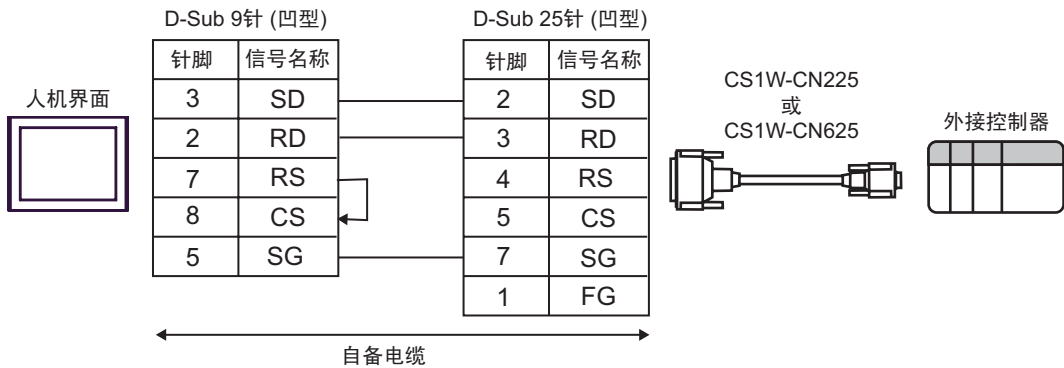 D-Sub 9针 (凹型)
D-Sub 25针 (凹型)
人机界面
针脚 信号名称
3 SD
2 RD
7 RS
8 CS
5 SG
针脚 信号名称
2 SD
3 RD
4 RS
5 CS
7 SG
1 FG
CS1W-CN225
或
CS1W-CN625
外接控制器
自备电缆